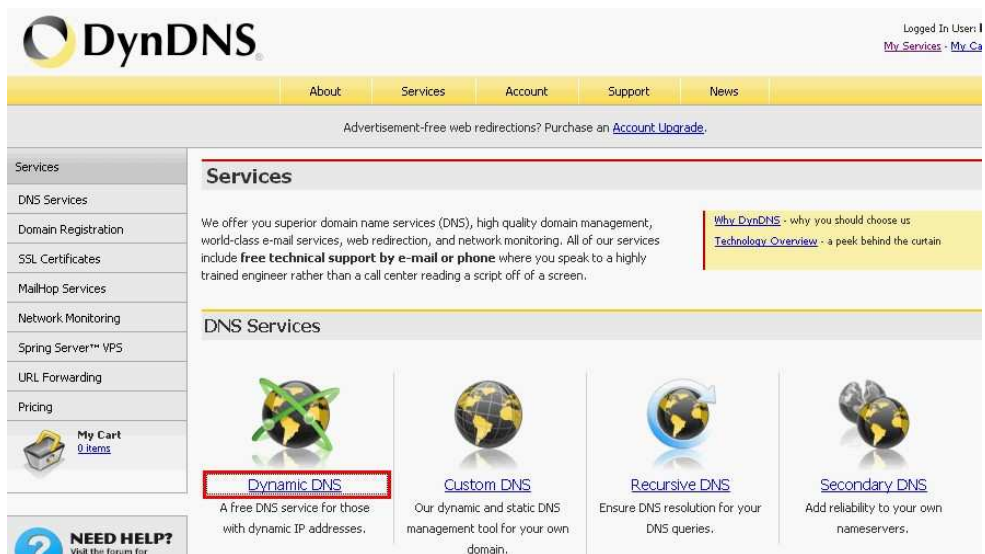 DynDNS
Logged In User:
My Services - My Ca
About Services Account Support News
Advertisement-free web redirections? Purchase an Account Upgrade.
Services
DNS Services
Domain Registration
SSL Certificates
MailHop Services
Network Monitoring
Spring Server™ VPS
URL Forwarding
Pricing
My Cart
0 items
NEED HELP?
Visit the forum for
Services
We offer you superior domain name services (DNS), high quality domain management,
world-class e-mail services, web redirection, and network monitoring. All of our services
include free technical support by e-mail or phone where you speak to a highly
trained engineer rather than a call center reading a script off of a screen.
Why DynDNS - why you should choose us
Technology Overview - a peek behind the curtain
DNS Services
Dynamic DNS
A free DNS service for those
with dynamic IP addresses.
Custom DNS
Our dynamic and static DNS
management tool for your own
domain.
Recursive DNS
Ensure DNS resolution for your
DNS queries.
Secondary DNS
Add reliability to your own
nameservers.